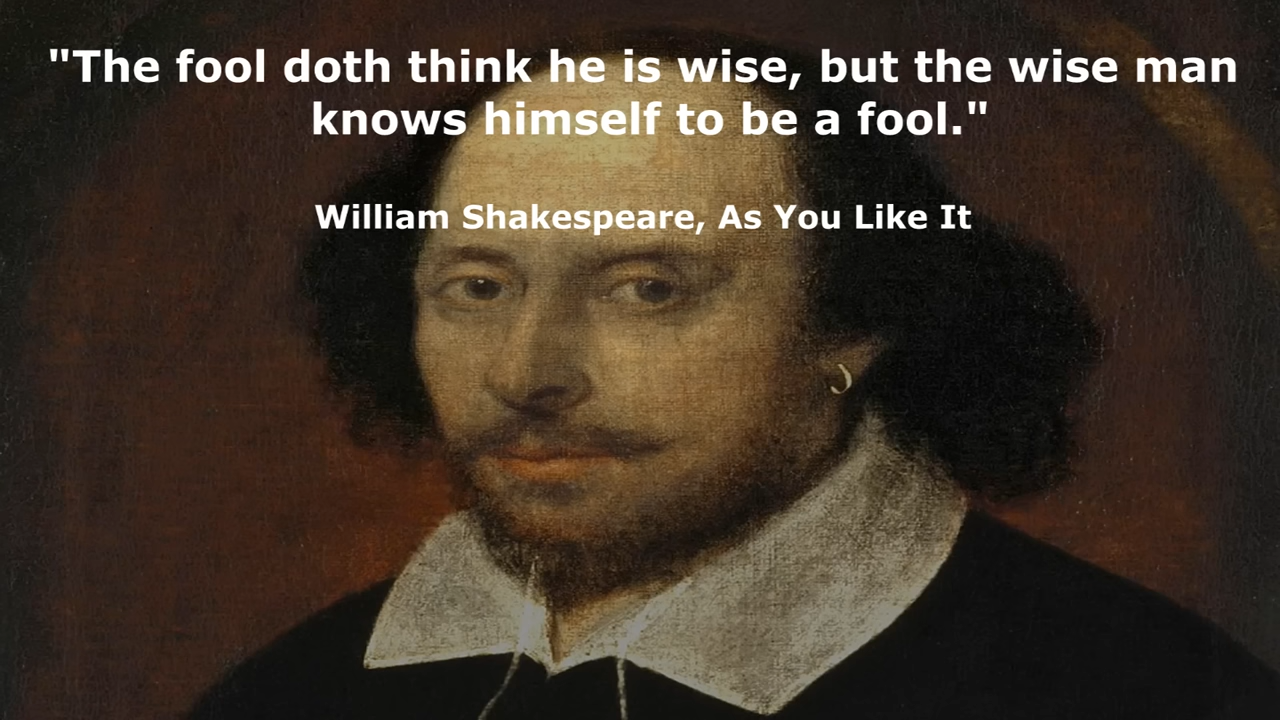 "The fool doth think he is wise, but the wise man
knows himself to be a fool."
William Shakespeare, As You Like It